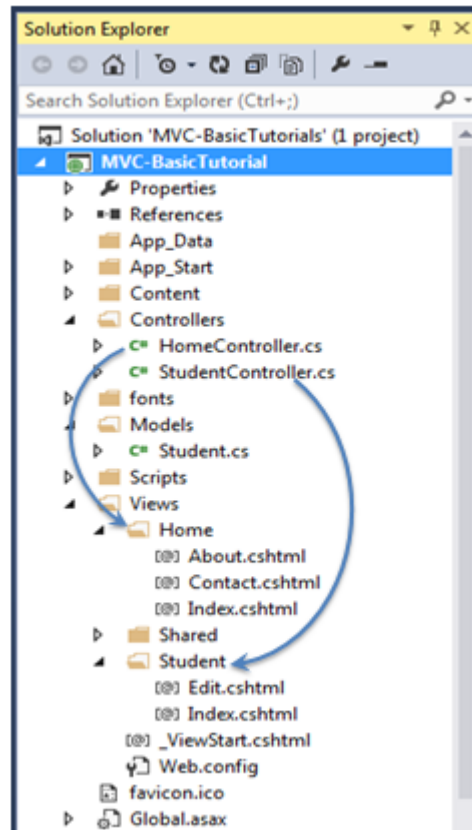 Solution Explorer
Search Solution Explorer (Ctrl+;)
Solution 'MVC-BasicTutorials' (1 project)
MVC-BasicTutorial
Properties
References
App_Data
App_Start
Content
Controllers
C# HomeController.cs
C# StudentController.cs
fonts
Models
C# Student.cs
Scripts
Views
Home
[@] About.cshtml
[@] Contact.cshtml
[@] Index.cshtml
Shared
Student
[@] Edit.cshtml
[@] Index.cshtml
[@] _ViewStart.cshtml
Web.config
favicon.ico
Global.asax